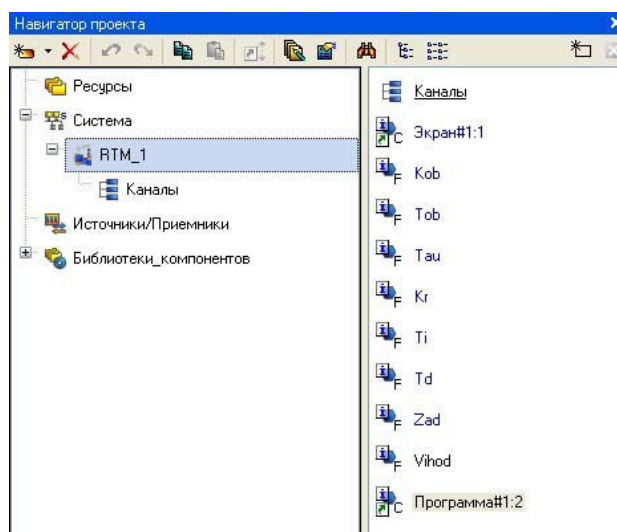 Навигатор проекта
Ресурсы
Система
RTM_1
Каналы
Источники/Приемники
Библиотеки_компонентов
Каналы
C Экран#1:1
F Kob
F Tob
F Tau
F Kr
F Ti
F Td
F Zad
F Vihod
C Программа#1:2